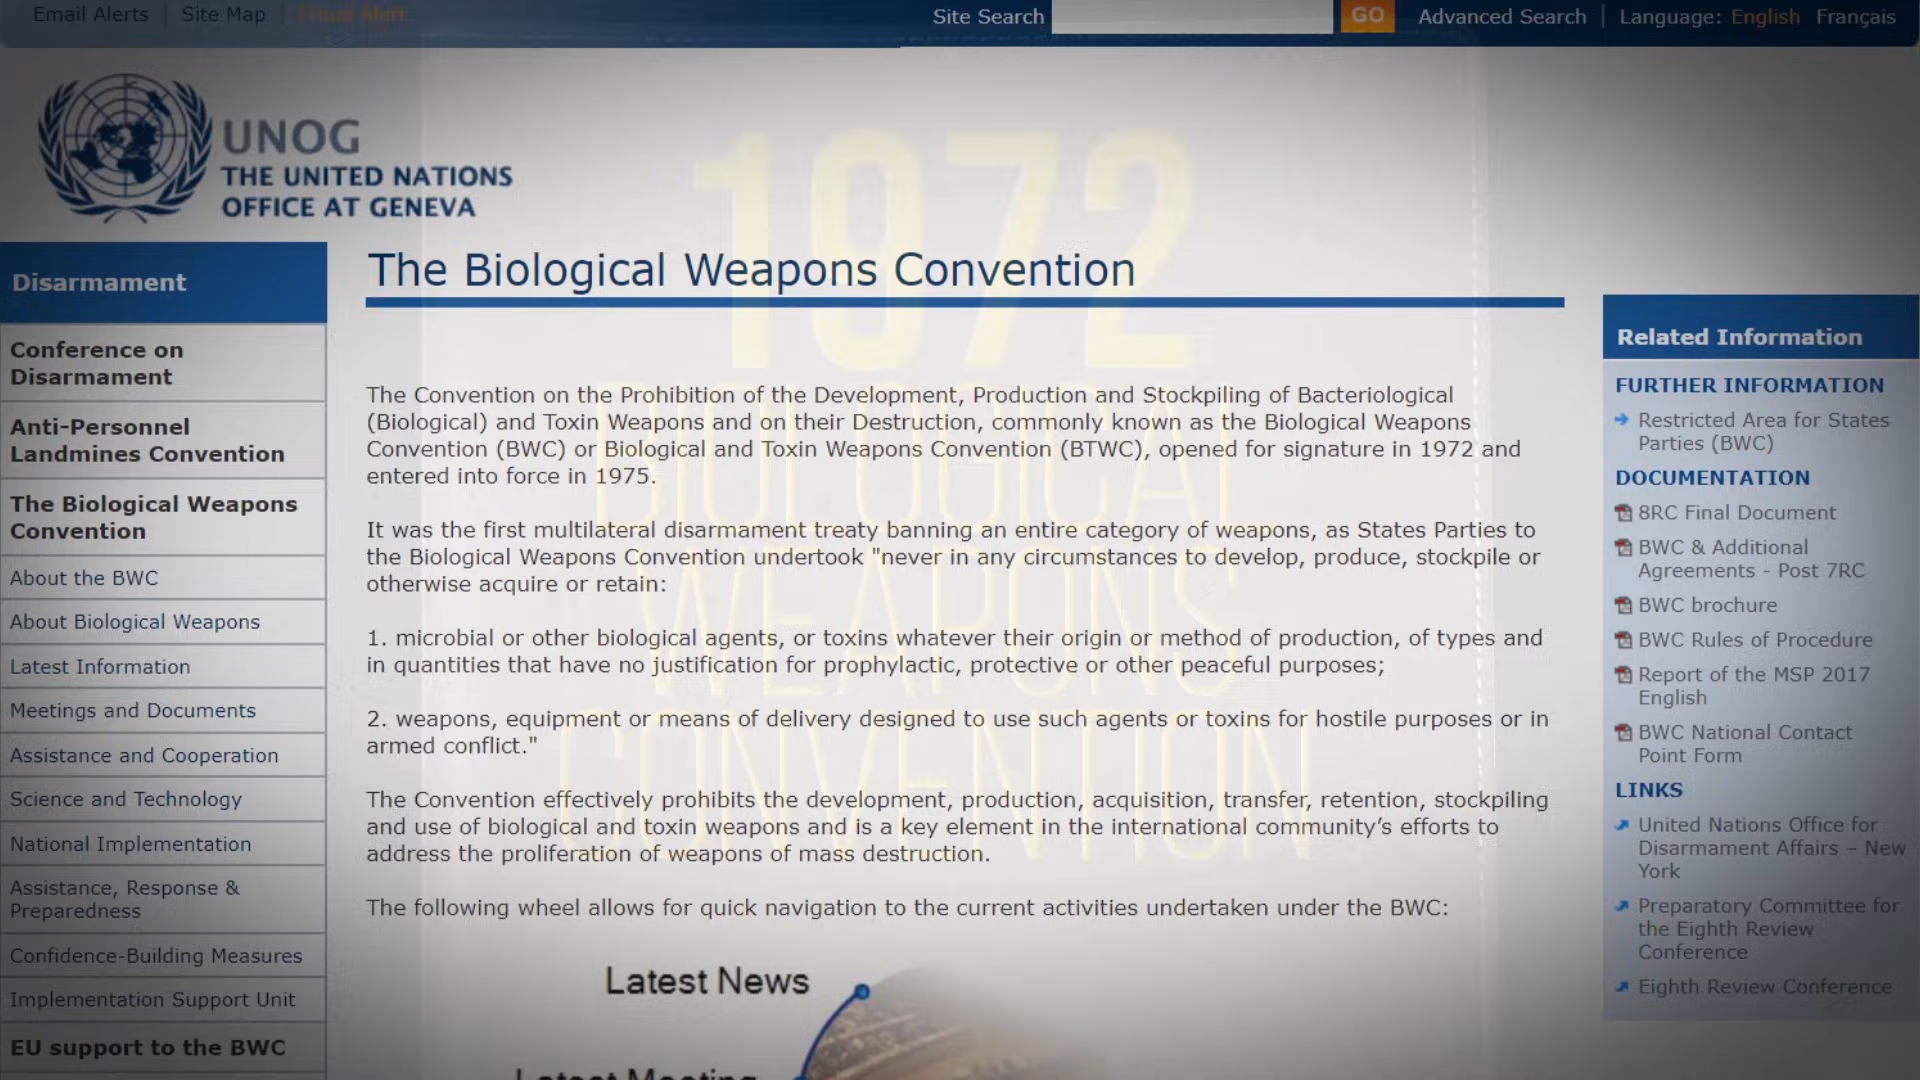 Email Alerts
Site Map
Site Search
GO
Advanced Search
Language: English Français
UNOG
THE UNITED NATIONS
OFFICE AT GENEVA
Disarmament
Conference on
Disarmament
Anti-Personnel
Landmines Convention
The Biological Weapons
Convention
About the BWC
About Biological Weapons
Latest Information
Meetings and Documents
Assistance and Cooperation
Science and Technology
National Implementation
Assistance, Response &
Preparedness
Confidence-Building Measures
Implementation Support Unit
EU support to the BWC
1972
BIOLOGICAL
WEAPONS
CONVENTION
The Biological Weapons Convention
The Convention on the Prohibition of the Development, Production and Stockpiling of Bacteriological
(Biological) and Toxin Weapons and on their Destruction, commonly known as the Biological Weapons
Convention (BWC) or Biological and Toxin Weapons Convention (BTWC), opened for signature in 1972 and
entered into force in 1975.
It was the first multilateral disarmament treaty banning an entire category of weapons, as States Parties to
the Biological Weapons Convention undertook "never in any circumstances to develop, produce, stockpile or
otherwise acquire or retain:
1. microbial or other biological agents, or toxins whatever their origin or method of production, of types and
in quantities that have no justification for prophylactic, protective or other peaceful purposes;
2. weapons, equipment or means of delivery designed to use such agents or toxins for hostile purposes or in
armed conflict."
The Convention effectively prohibits the development, production, acquisition, transfer, retention, stockpiling
and use of biological and toxin weapons and is a key element in the international community's efforts to
address the proliferation of weapons of mass destruction.
The following wheel allows for quick navigation to the current activities undertaken under the BWC:
Latest News
Latest Meeting
Related Information
FURTHER INFORMATION
Restricted Area for States
Parties (BWC)
DOCUMENTATION
8RC Final Document
BWC & Additional
Agreements - Post 7RC
BWC brochure
BWC Rules of Procedure
Report of the MSP 2017
English
BWC National Contact
Point Form
LINKS
United Nations Office for
Disarmament Affairs – New
York
Preparatory Committee for
the Eighth Review
Conference
Eighth Review Conference